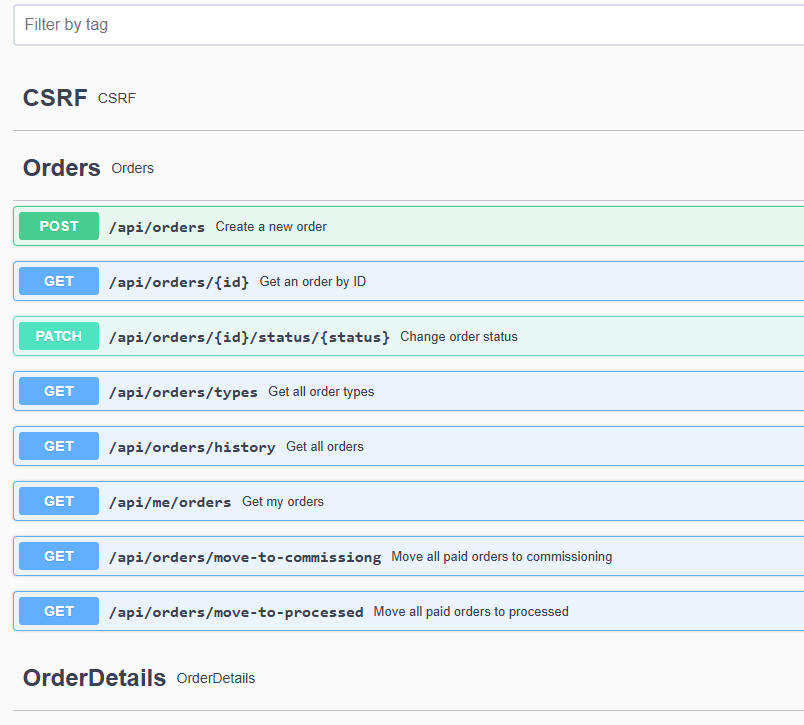 Filter by tag
CSRF CSRF
Orders Orders
POST /api/orders Create a new order
GET /api/orders/{id} Get an order by ID
PATCH /api/orders/{id}/status/{status} Change order status
GET /api/orders/types Get all order types
GET /api/orders/history Get all orders
GET /api/me/orders Get my orders
GET /api/orders/move-to-commissiong Move all paid orders to commissioning
GET /api/orders/move-to-processed Move all paid orders to processed
OrderDetails OrderDetails